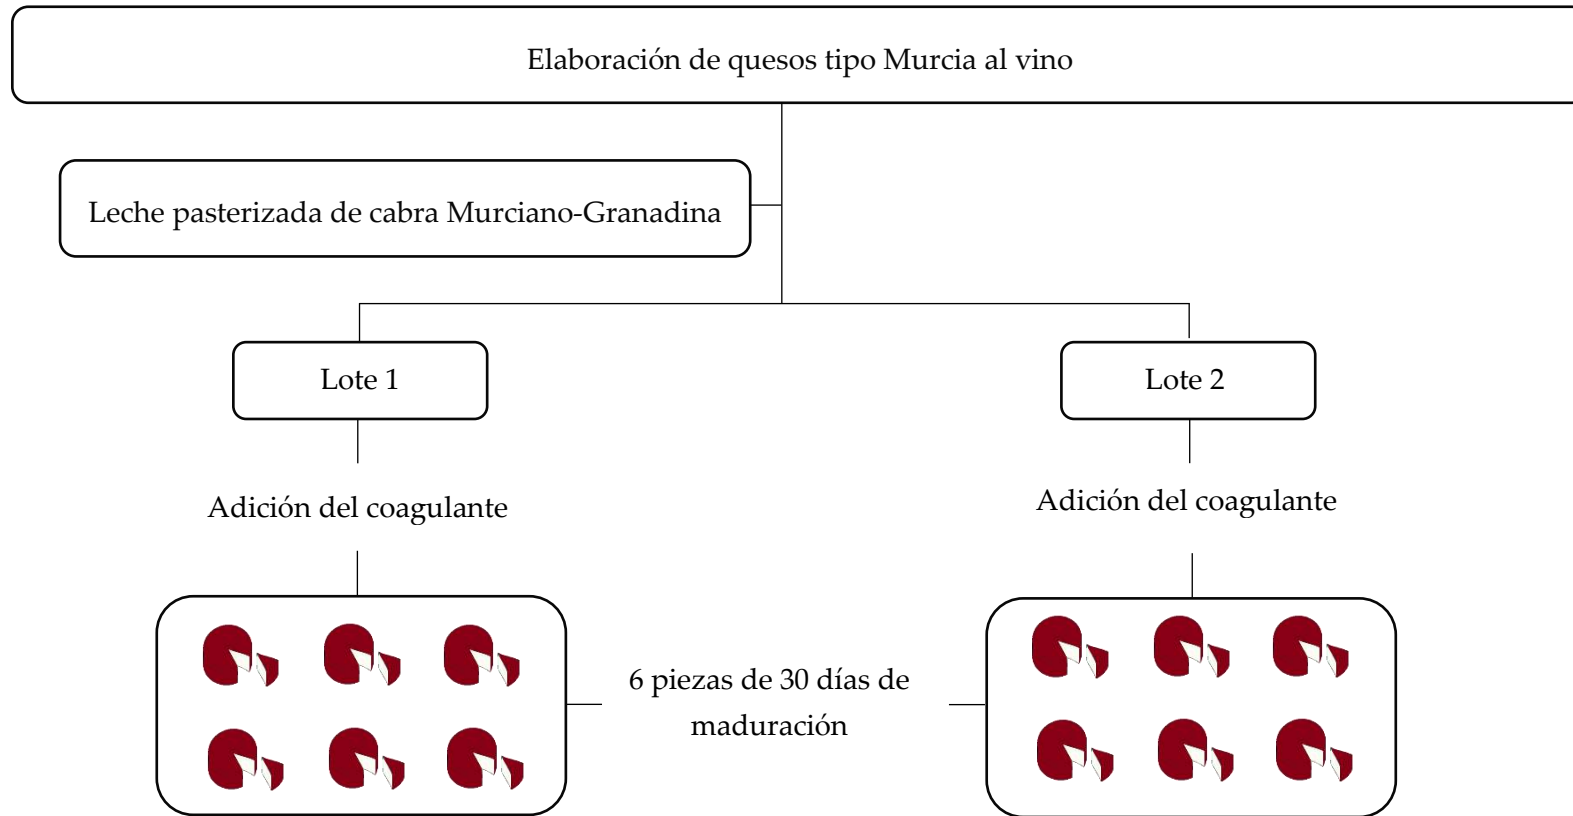 Elaboración de quesos tipo Murcia al vino
Leche pasterizada de cabra Murciano-Granadina
Lote 1
Lote 2
Adición del coagulante
Adición del coagulante
6 piezas de 30 días de
maduración